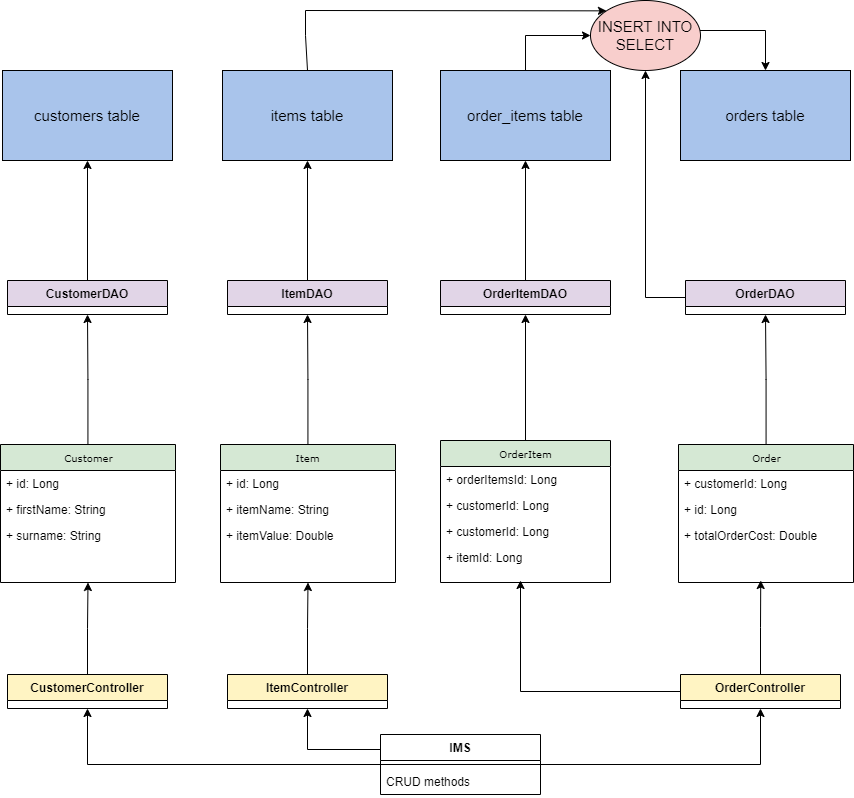 INSERT INTO
SELECT
customers table
items table
order_items table
orders table
CustomerDAO
ItemDAO
OrderItemDAO
OrderDAO
Customer
+ id: Long
+ firstName: String
+ surname: String
Item
+ id: Long
+ itemName: String
+ itemValue: Double
OrderItem
+ orderItemsId: Long
+ customerId: Long
+ customerId: Long
+ itemId: Long
Order
+ customerId: Long
+ id: Long
+ totalOrderCost: Double
CustomerController
ItemController
OrderController
IMS
CRUD methods